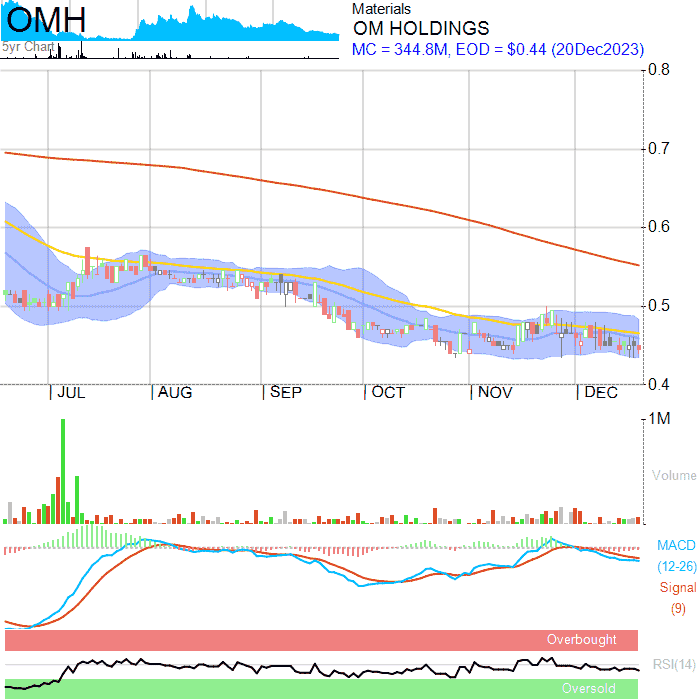 OMH
5yr Chart
Materials
OM HOLDINGS
MC = 344.8M, EOD = $0.44 (20Dec2023)
0.8
0.7
0.6
0.5
0.4
JUL AUG SEP OCT NOV DEC
1M
Volume
MACD
(12-26)
Signal
(9)
Overbought
RSI(14)
Oversold